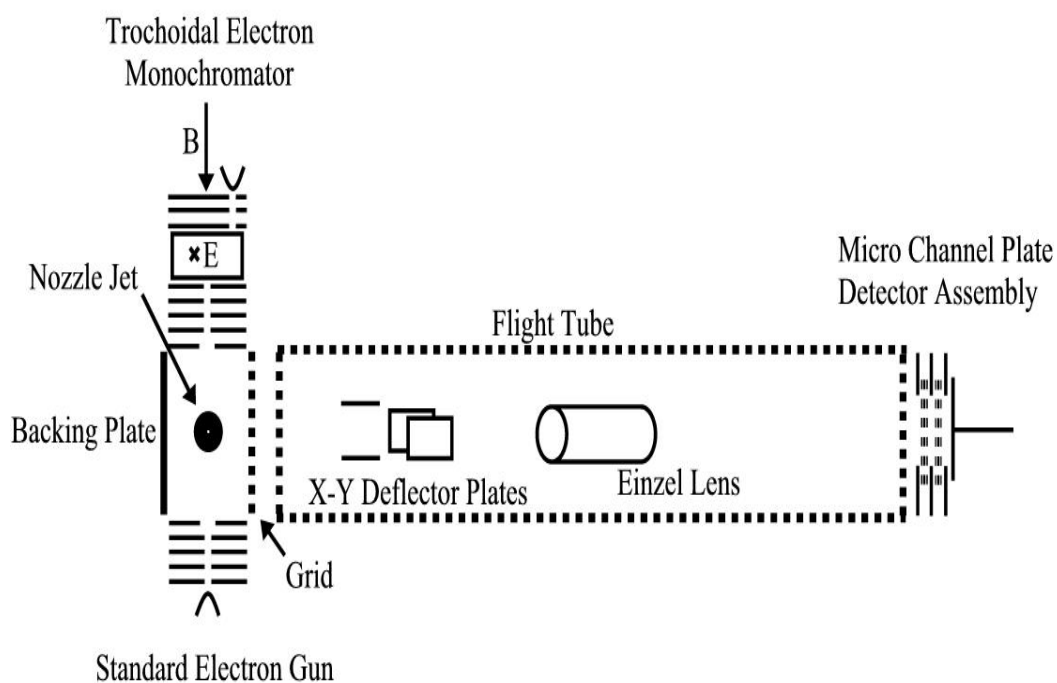 Trochoidal Electron
Monochromator
B
×E
Nozzle Jet
Micro Channel Plate
Detector Assembly
Flight Tube
Backing Plate
X-Y Deflector Plates
Einzel Lens
Grid
Standard Electron Gun